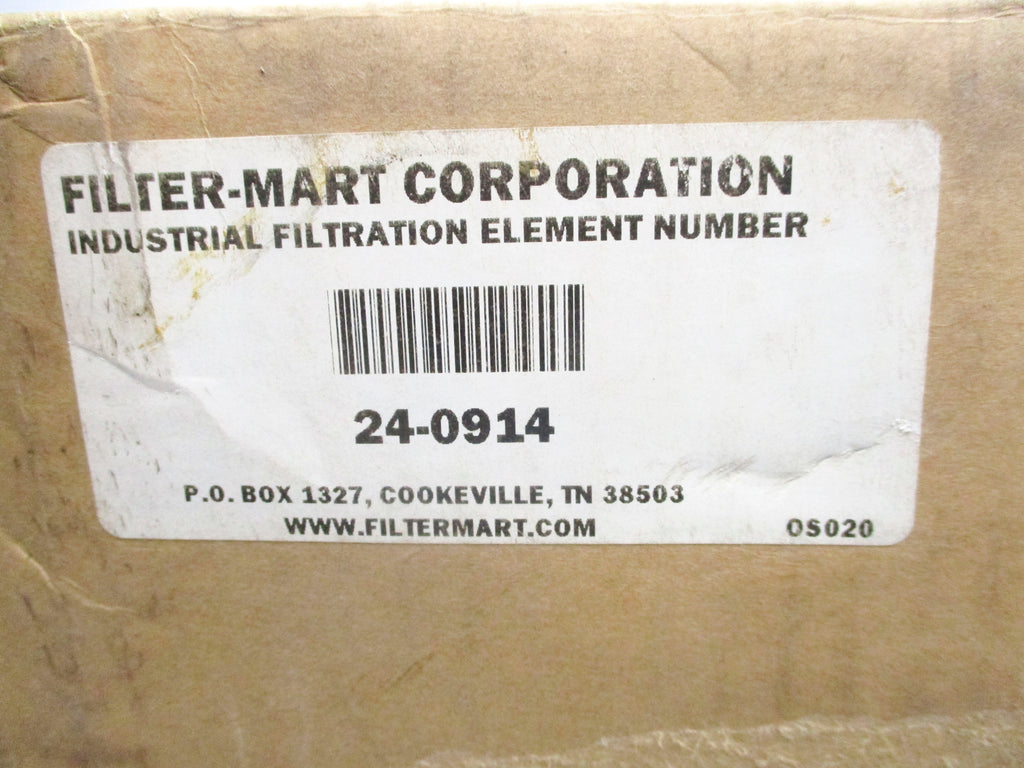 FILTER-MART CORPORATION
INDUSTRIAL FILTRATION ELEMENT NUMBER
24-0914
P.O. BOX 1327, COOKEVILLE, TN 38503
WWW.FILTERMART.COM
OS020